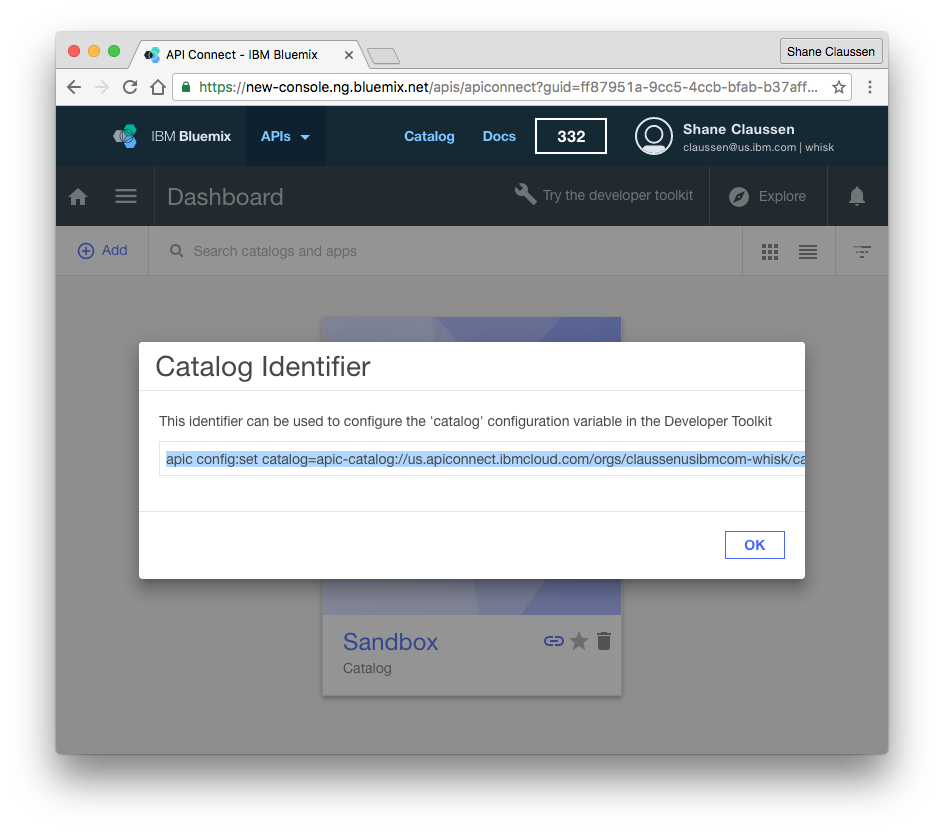 API Connect - IBM Bluemix
Shane Claussen
https://new-console.ng.bluemix.net/apis/apiconnect?guid=ff87951a-9cc5-4ccb-bfab-b37aff...
IBM Bluemix APIs Catalog Docs 332 Shane Claussen
claussen@us.ibm.com | whisk
Dashboard Try the developer toolkit Explore
Add Search catalogs and apps
Catalog Identifier
This identifier can be used to configure the 'catalog' configuration variable in the Developer Toolkit
apic config:set catalog=apic-catalog://us.apiconnect.ibmcloud.com/orgs/claussenusibmcom-whisk/ca
OK
Sandbox
Catalog